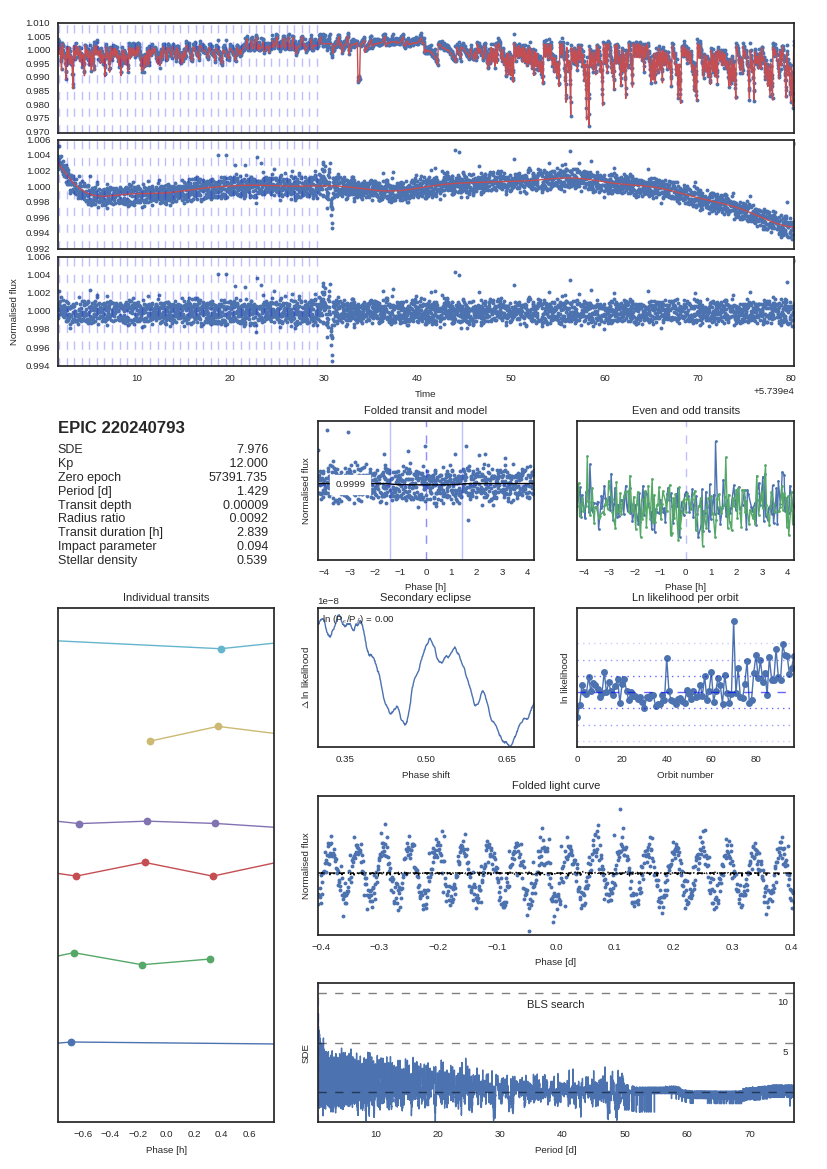 1.010
1.005
1.000
0.995
0.990
0.985
0.980
0.975
0.970
1.006
1.004
1.002
1.000
0.998
0.996
0.994
0.992
1.006
1.004
1.002
1.000
0.998
0.996
0.994
Normalised flux
10 20 30 40 50 60 70 80
Time
+5.739e4
EPIC 220240793
SDE 7.976
Kp 12.000
Zero epoch 57391.735
Period [d] 1.429
Transit depth 0.00009
Radius ratio 0.0092
Transit duration [h] 2.839
Impact parameter 0.094
Stellar density 0.539
Folded transit and model
Normalised flux
0.9999
−4 −3 −2 −1 0 1 2 3 4
Phase [h]
Even and odd transits
−4 −3 −2 −1 0 1 2 3 4
Phase [h]
Individual transits
−0.6 −0.4 −0.2 0.0 0.2 0.4 0.6
Phase [h]
Secondary eclipse
1e−8
= 0.00
Δ ln likelihood
0.35 0.50 0.65
Phase shift
Ln likelihood per orbit
ln likelihood
0 20 40 60 80
Orbit number
Folded light curve
Normalised flux
−0.4 −0.3 −0.2 −0.1 0.0 0.1 0.2 0.3 0.4
Phase [d]
BLS search
10
5
SDE
10 20 30 40 50 60 70
Period [d]